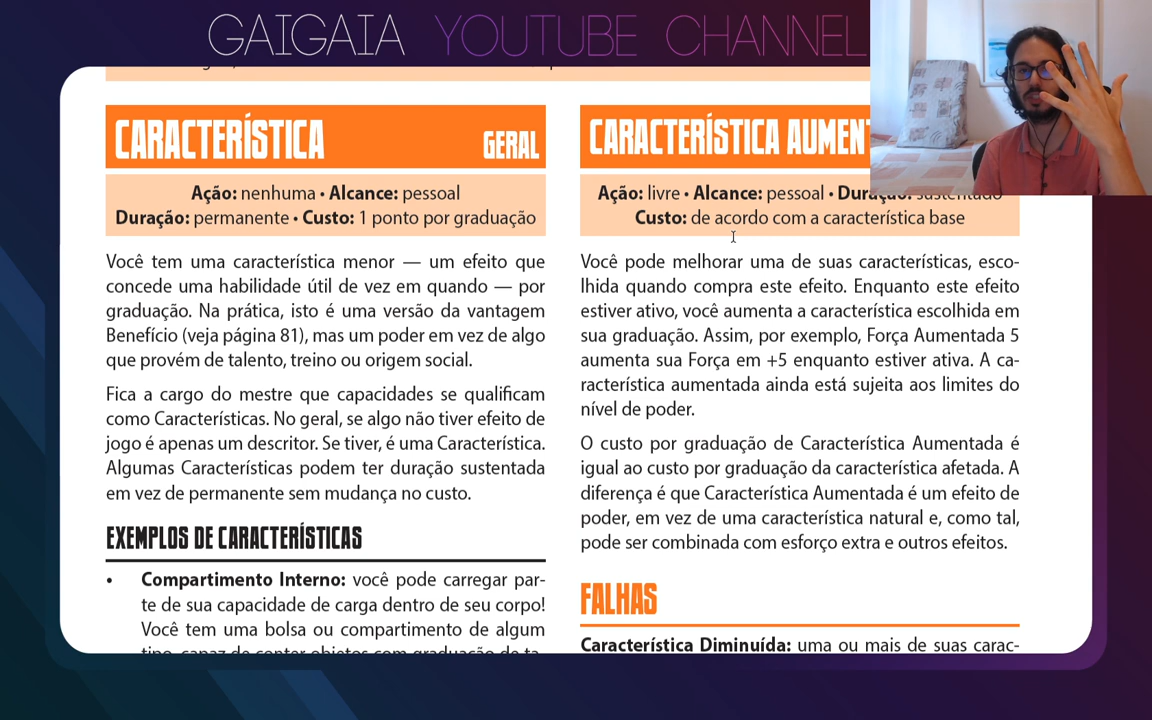 GAIGAIA YOUTUBE CHANNEL
CARACTERÍSTICA GERAL
Ação: nenhuma • Alcance: pessoal
Duração: permanente • Custo: 1 ponto por graduação
Você tem uma característica menor — um efeito que
concede uma habilidade útil de vez em quando — por
graduação. Na prática, isto é uma versão da vantagem
Benefício (veja página 81), mas um poder em vez de algo
que provém de talento, treino ou origem social.
Fica a cargo do mestre que capacidades se qualificam
como Características. No geral, se algo não tiver efeito de
jogo é apenas um descritor. Se tiver, é uma Característica.
Algumas Características podem ter duração sustentada
em vez de permanente sem mudança no custo.
EXEMPLOS DE CARACTERÍSTICAS
• Compartimento Interno: você pode carregar par-
te de sua capacidade de carga dentro de seu corpo!
Você tem uma bolsa ou compartimento de algum
tipo, capaz de conter objetos com graduação de ta-
CARACTERÍSTICA AUMENT
Ação: livre • Alcance: pessoal • Duração: sustentado
Custo: de acordo com a característica base
Você pode melhorar uma de suas características, esco-
lhida quando compra este efeito. Enquanto este efeito
estiver ativo, você aumenta a característica escolhida em
sua graduação. Assim, por exemplo, Força Aumentada 5
aumenta sua Força em +5 enquanto estiver ativa. A ca-
racterística aumentada ainda está sujeita aos limites do
nível de poder.
O custo por graduação de Característica Aumentada é
igual ao custo por graduação da característica afetada. A
diferença é que Característica Aumentada é um efeito de
poder, em vez de uma característica natural e, como tal,
pode ser combinada com esforço extra e outros efeitos.
FALHAS
Característica Diminuída: uma ou mais de suas carac-